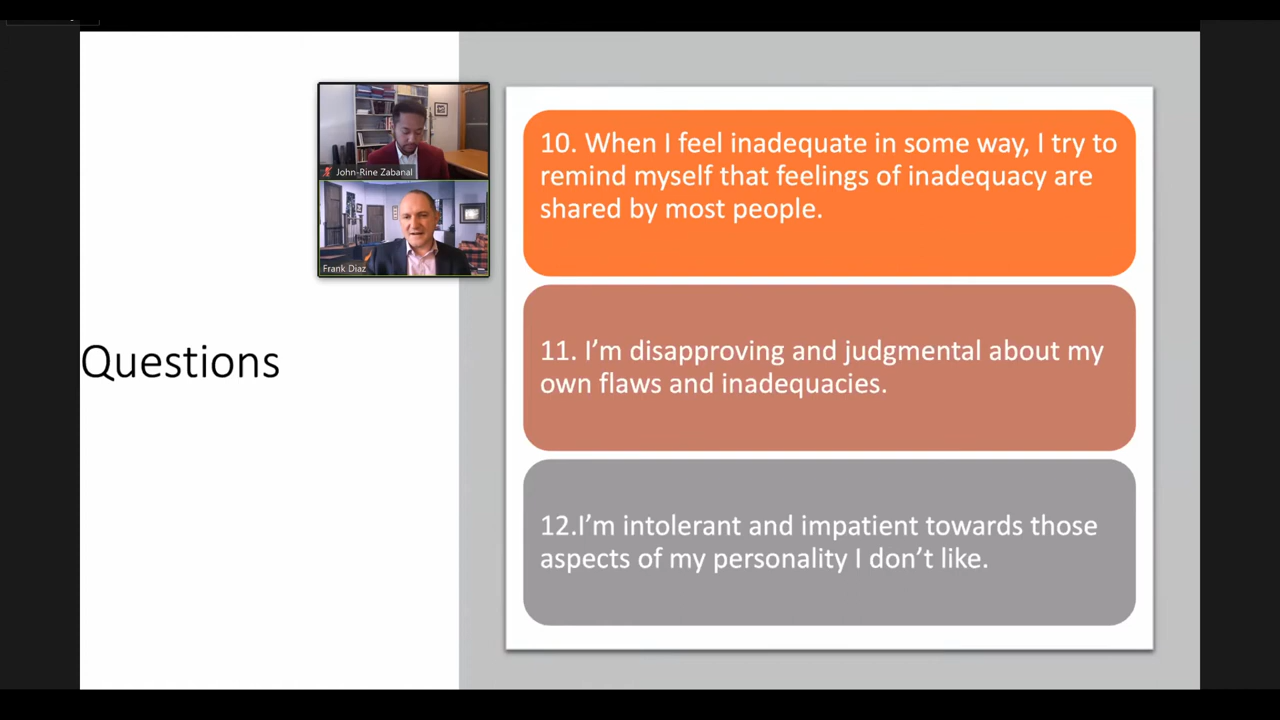 John-Rine Zabanal
Frank Diaz
Questions
10. When I feel inadequate in some way, I try to
remind myself that feelings of inadequacy are
shared by most people.
11. I’m disapproving and judgmental about my
own flaws and inadequacies.
12.I’m intolerant and impatient towards those
aspects of my personality I don’t like.